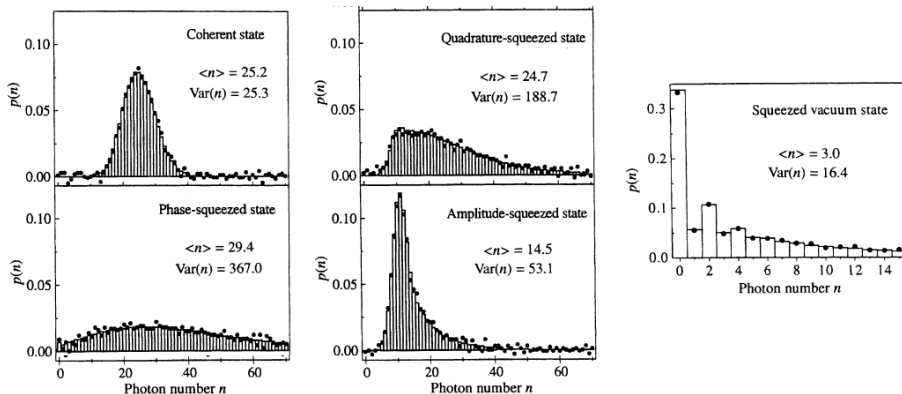 Coherent state
<n> = 25.2
Var(n) = 25.3
p(n)
0.10
0.05
0.00
Quadrature-squeezed state
<n> = 24.7
Var(n) = 188.7
p(n)
0.10
0.05
0.00
Phase-squeezed state
<n> = 29.4
Var(n) = 367.0
p(n)
0.10
0.05
0.00
0 20 40 60
Photon number n
Amplitude-squeezed state
<n> = 14.5
Var(n) = 53.1
p(n)
0.10
0.05
0.00
0 20 40 60
Photon number n
Squeezed vacuum state
<n> = 3.0
Var(n) = 16.4
p(n)
0.3
0.2
0.1
0.0
0 2 4 6 8 10 12 14
Photon number n